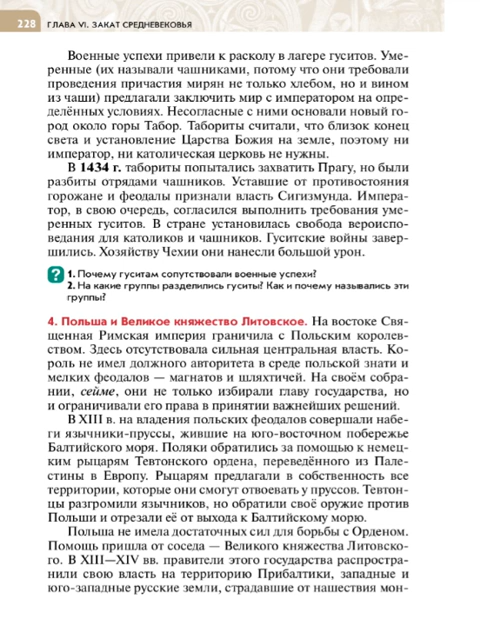 228 ГЛАВА VI. ЗАКАТ СРЕДНЕВЕКОВЬЯ
Военные успехи привели к расколу в лагере гуситов. Уме-
ренные (их называли чашниками, потому что они требовали
проведения причастия мирян не только хлебом, но и вином
из чаши) предлагали заключить мир с императором на опре-
делённых условиях. Несогласные с ними основали новый го-
род около горы Табор. Табориты считали, что близок конец
света и установление Царства Божия на земле, поэтому ни
император, ни католическая церковь не нужны.
В 1434 г. табориты попытались захватить Прагу, но были
разбиты отрядами чашников. Уставшие от противостояния
горожане и феодалы признали власть Сигизмунда. Импера-
тор, в свою очередь, согласился выполнить требования уме-
ренных гуситов. В стране установилась свобода вероиспо-
ведания для католиков и чашников. Гуситские войны завер-
шились. Хозяйству Чехии они нанесли большой урон.
? 1. Почему гуситам сопутствовали военные успехи?
2. На какие группы разделились гуситы? Как и почему назывались эти
группы?
4. Польша и Великое княжество Литовское. На востоке Свя-
щенная Римская империя граничила с Польским королев-
ством. Здесь отсутствовала сильная центральная власть. Ко-
роль не имел должного авторитета в среде польской знати и
мелких феодалов — магнатов и шляхтичей. На своём собра-
нии, сейме, они не только избирали главу государства, но
и ограничивали его права в принятии важнейших решений.
В XIII в. на владения польских феодалов совершали набе-
ги язычники-пруссы, жившие на юго-восточном побережье
Балтийского моря. Поляки обратились за помощью к немец-
ким рыцарям Тевтонского ордена, переведённого из Пале-
стины в Европу. Рыцарям предлагали в собственность все
территории, которые они смогут отвоевать у пруссов. Тевтон-
цы разгромили язычников, но обратили своё оружие против
Польши и отрезали её от выхода к Балтийскому морю.
Польша не имела достаточных сил для борьбы с Орденом.
Помощь пришла от соседа — Великого княжества Литовско-
го. В XIII—XIV вв. правители этого государства распростра-
нили свою власть на территорию Прибалтики, западные и
юго-западные русские земли, страдавшие от нашествия мон-